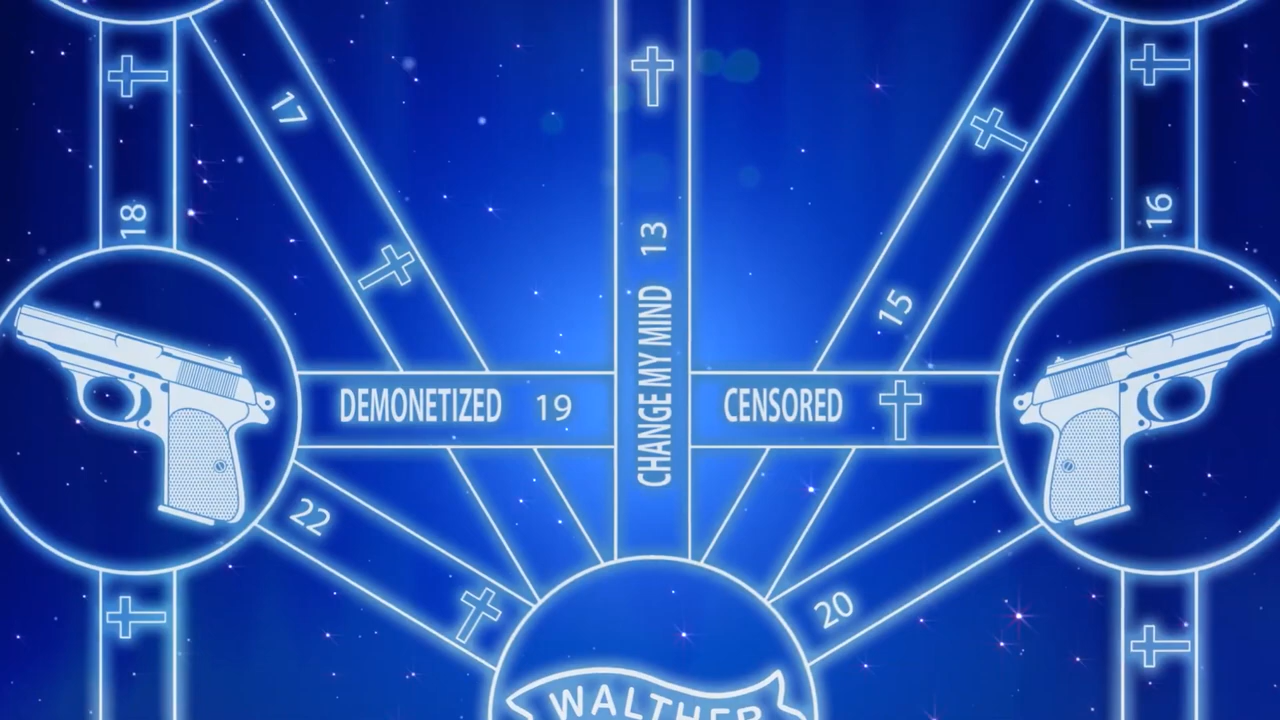 17
18
13
16
15
CHANGE MY MIND
DEMONETIZED 19
CENSORED
22
20
WALTHER